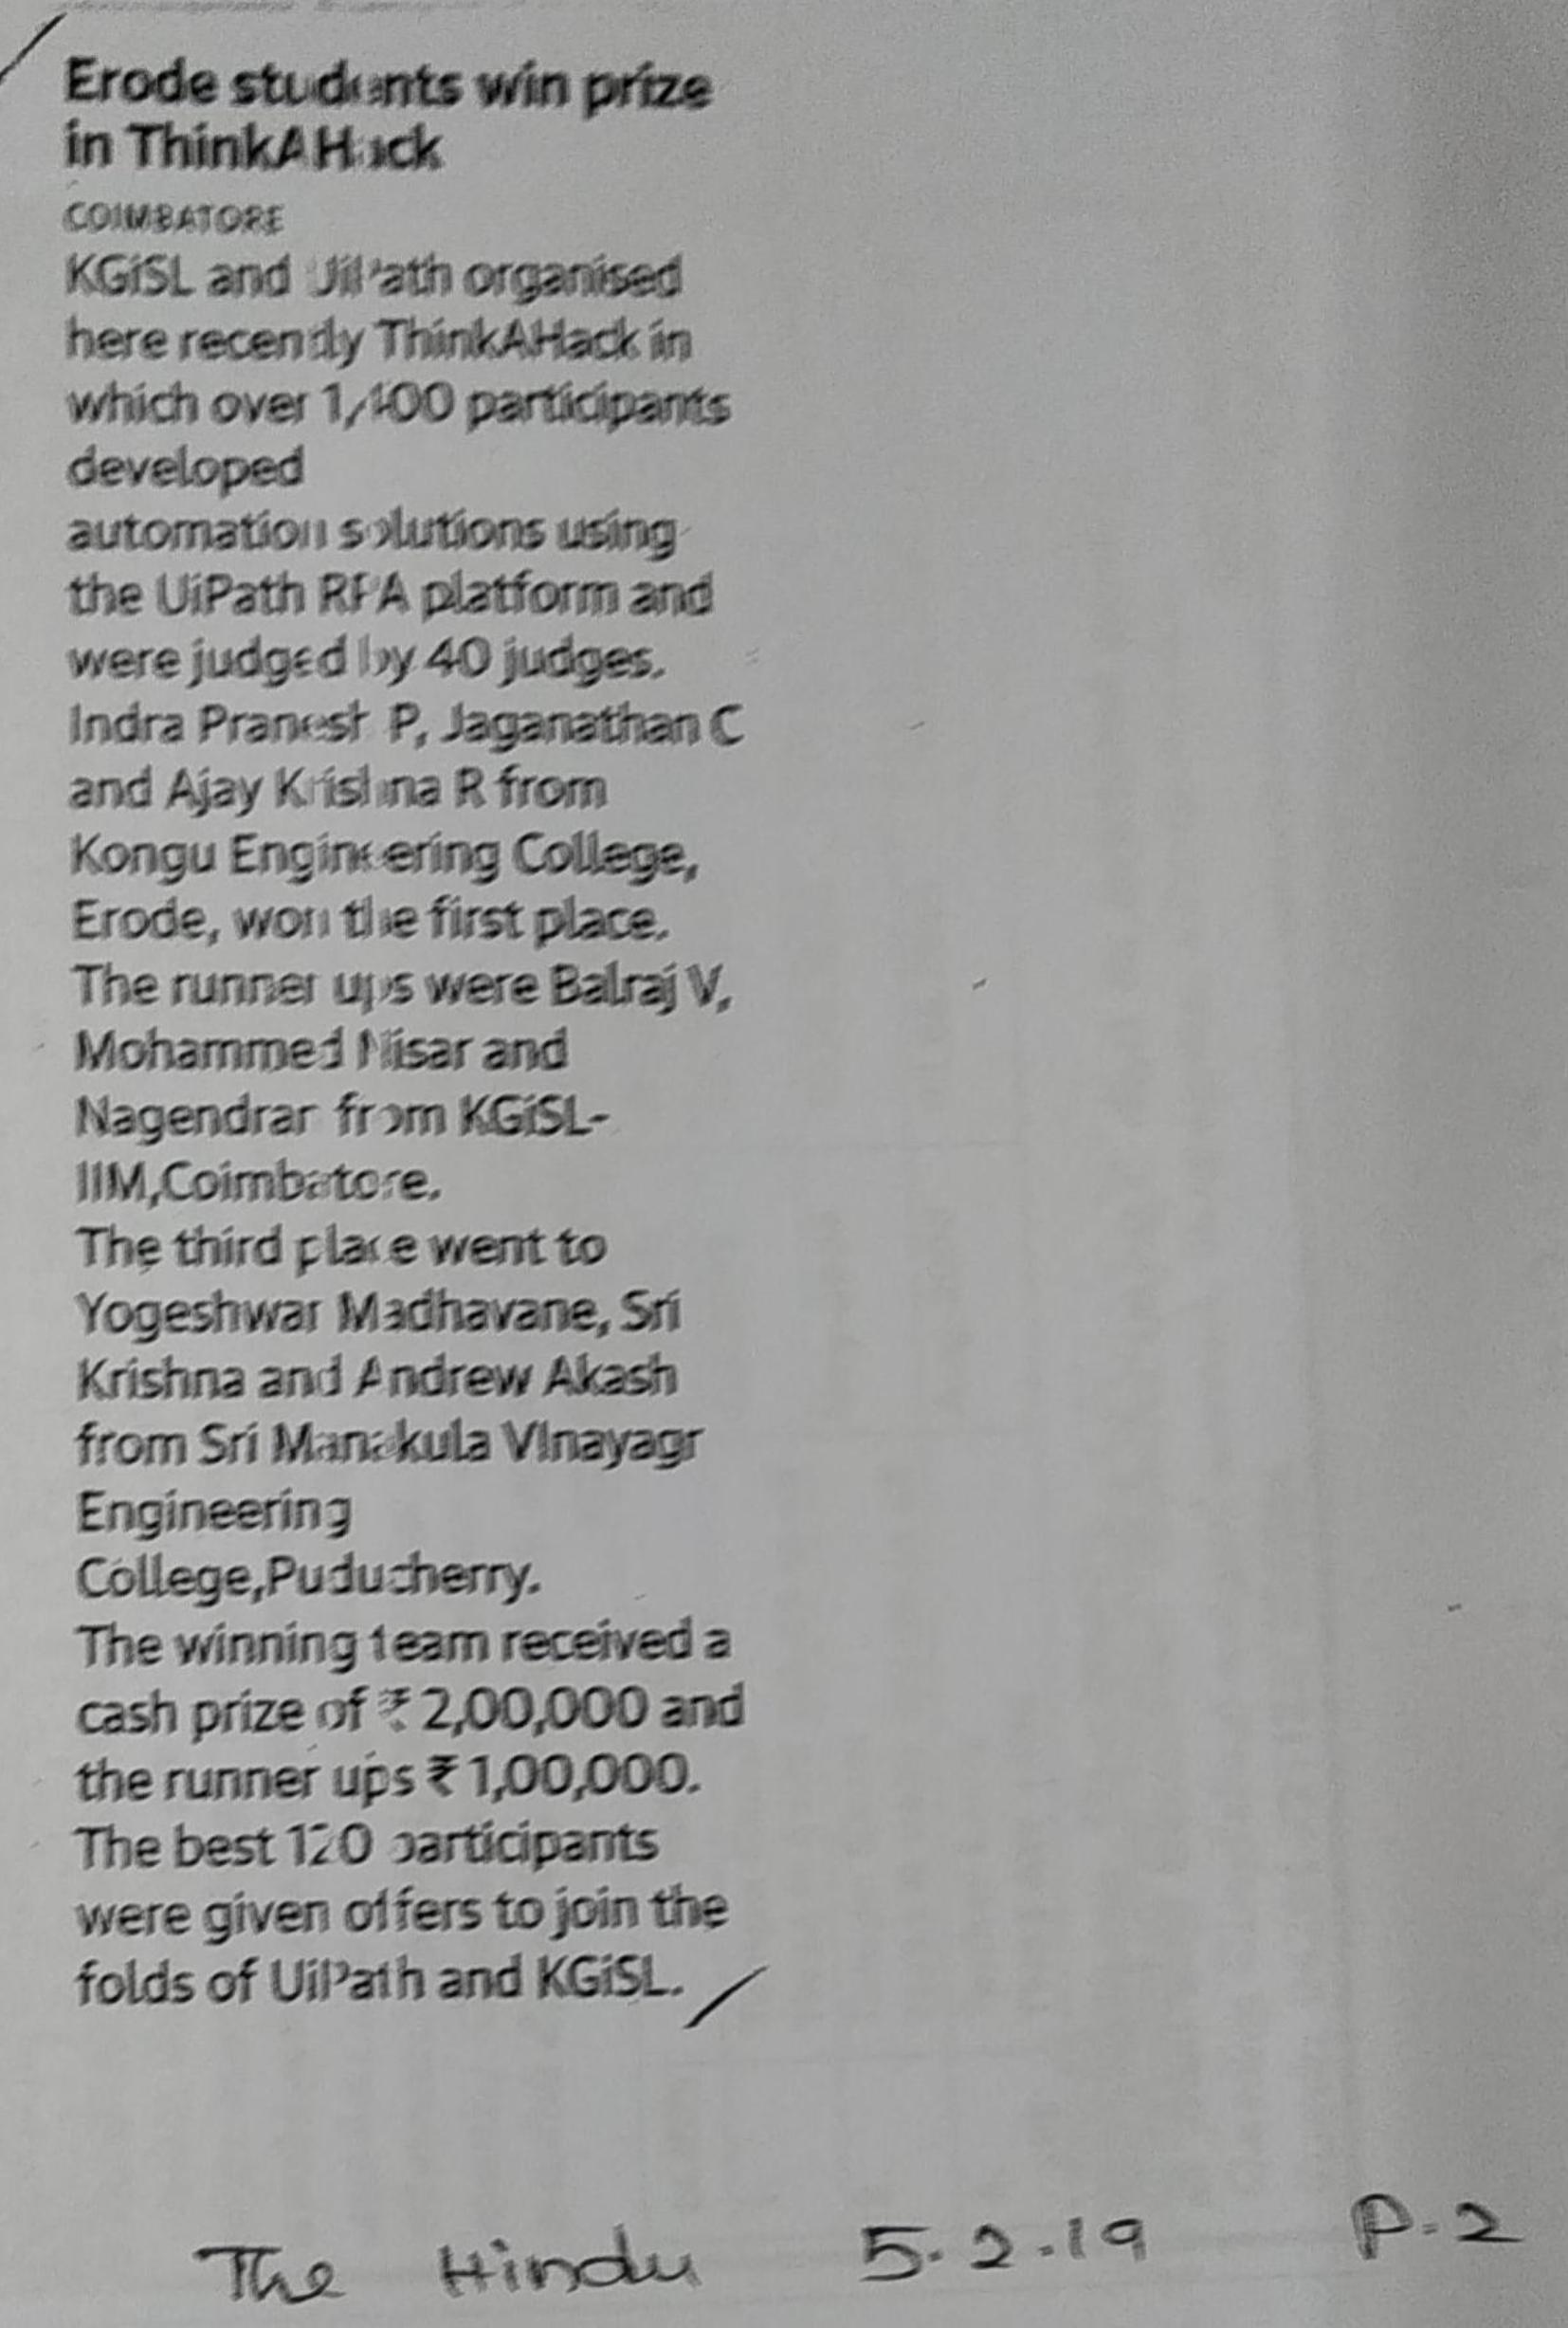 Erode students win prize
in ThinkAHack
COIMBATORE
KGiSL and UiPath organised
here recently ThinkAHack in
which over 1,400 participants
developed
automation solutions using
the UiPath RPA platform and
were judged by 40 judges.
Indra Pranesh P, Jaganathan C
and Ajay Krishna R from
Kongu Engineering College,
Erode, won the first place.
The runner ups were Balraj V,
Mohammed Nisar and
Nagendran from KGiSL-
IIM,Coimbatore.
The third place went to
Yogeshwar Madhavane, Sri
Krishna and Andrew Akash
from Sri Manakula VInayagr
Engineering
College,Puducherry.
The winning team received a
cash prize of ₹ 2,00,000 and
the runner ups ₹ 1,00,000.
The best 120 participants
were given offers to join the
folds of UiPath and KGiSL.
The Hindu 5.2.19 P-2